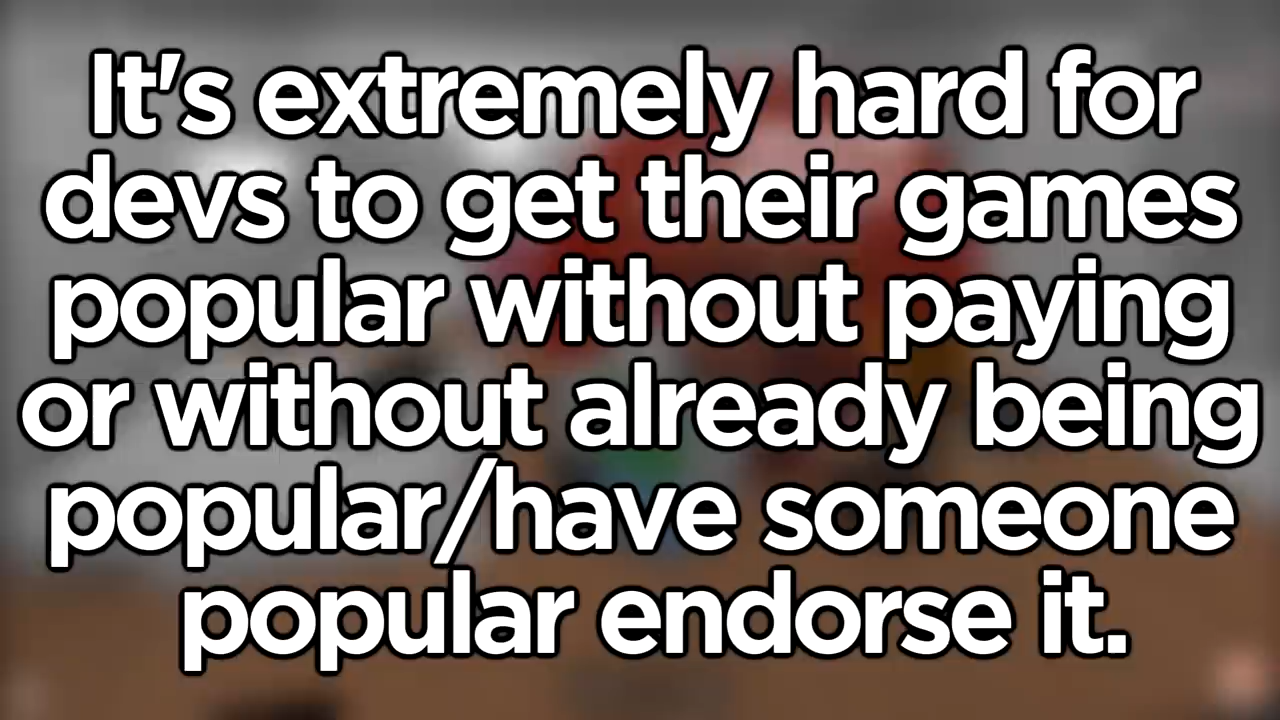 It's extremely hard for
devs to get their games
popular without paying
or without already being
popular/have someone
popular endorse it.